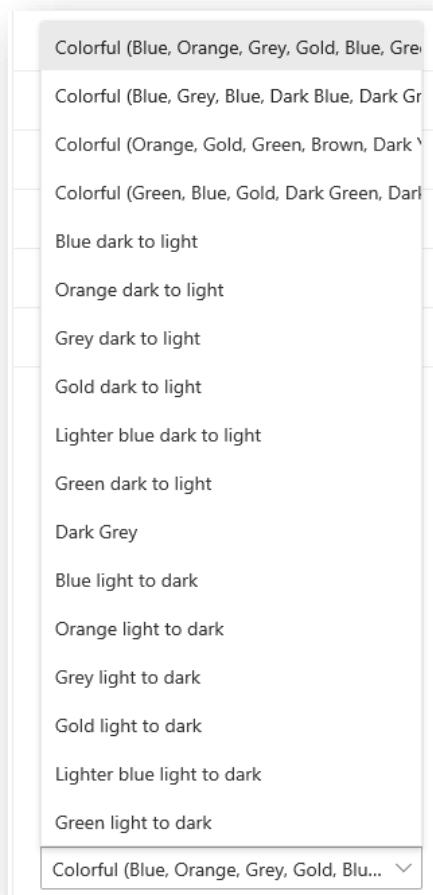 Colorful (Blue, Orange, Grey, Gold, Blue,
Colorful (Blue, Grey, Blue, Dark Blue, Dark
Colorful (Orange, Gold, Green, Brown, Dark
Colorful (Green, Blue, Gold, Dark Green,
Blue dark to light
Orange dark to light
Grey dark to light
Gold dark to light
Lighter blue dark to light
Green dark to light
Dark Grey
Blue light to dark
Orange light to dark
Grey light to dark
Gold light to dark
Lighter blue light to dark
Green light to dark
Colorful (Blue, Orange, Grey, Gold, Blu...